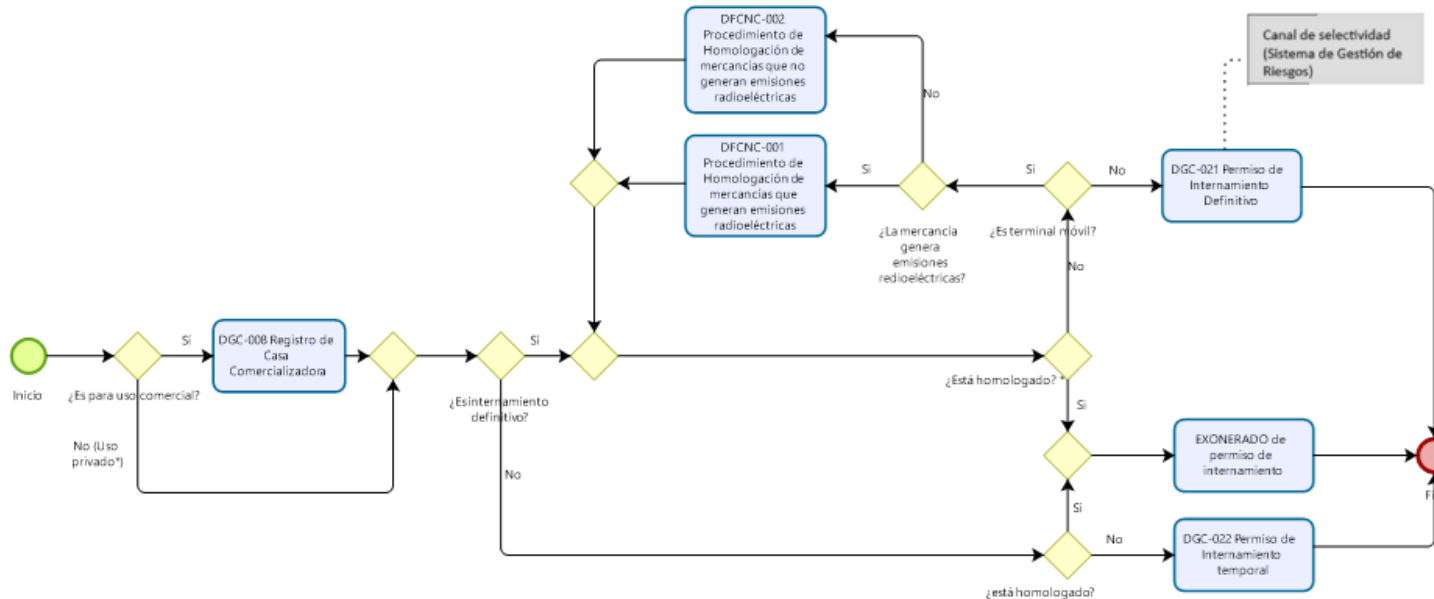 DFCNC-002
Procedimiento de
Homologación de
mercancías que no
generan emisiones
radioeléctricas
Canal de selectividad
(Sistema de Gestión de
Riesgos)
No
DFCNC-001
Procedimiento de
Homologación de
mercancías que
generan emisiones
radioeléctricas
Si
Si
No
DGC-021 Permiso de
Internamiento
Definitivo
¿La mercancía
genera
emisiones
redioeléctricas?
¿Es terminal móvil?
No
Inicio
¿Es para uso comercial?
Sí
DGC-008 Registro de
Casa
Comercializadora
¿Es internamiento
definitivo?
Sí
¿Está homologado? *
Si
No (Uso
privado*)
No
EXONERADO de
permiso de
internamiento
Fi
Si
¿está homologado?
No
DGC-022 Permiso de
Internamiento
temporal